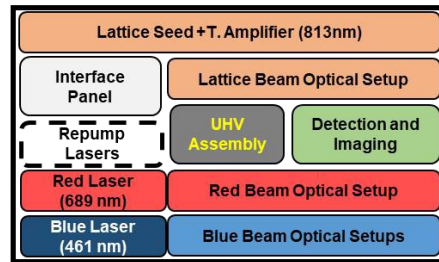 Lattice Seed +T. Amplifier (813nm)
Interface
Panel
Lattice Beam Optical Setup
Repump
Lasers
UHV
Assembly
Detection and
Imaging
Red Laser
(689 nm)
Red Beam Optical Setup
Blue Laser
(461 nm)
Blue Beam Optical Setups